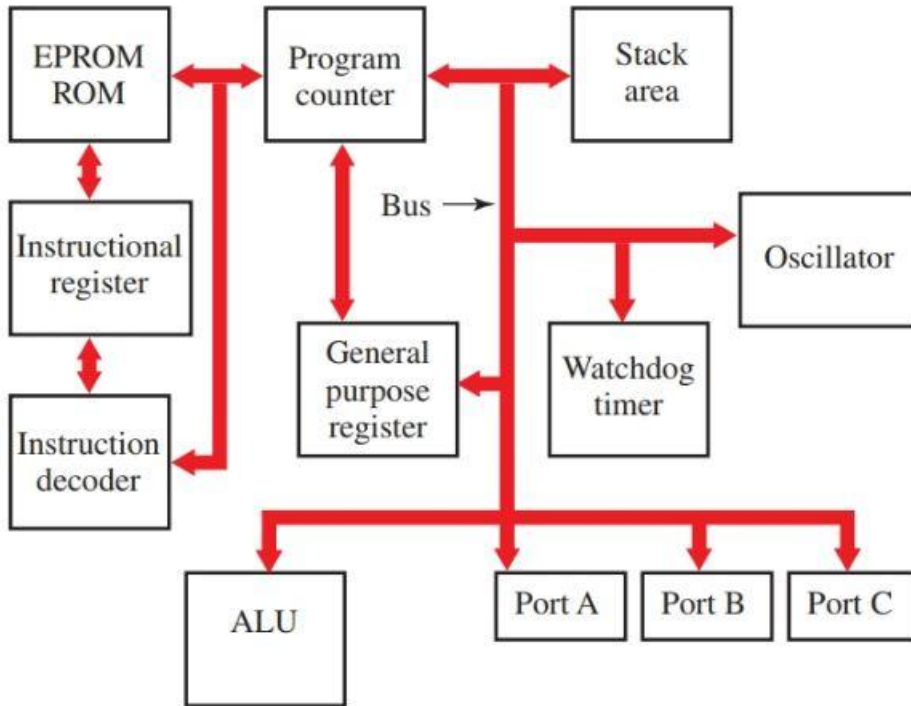 EPROM
ROM
Program
counter
Stack
area
Bus
Instructional
register
Oscillator
General
purpose
register
Watchdog
timer
Instruction
decoder
ALU
Port A
Port B
Port C